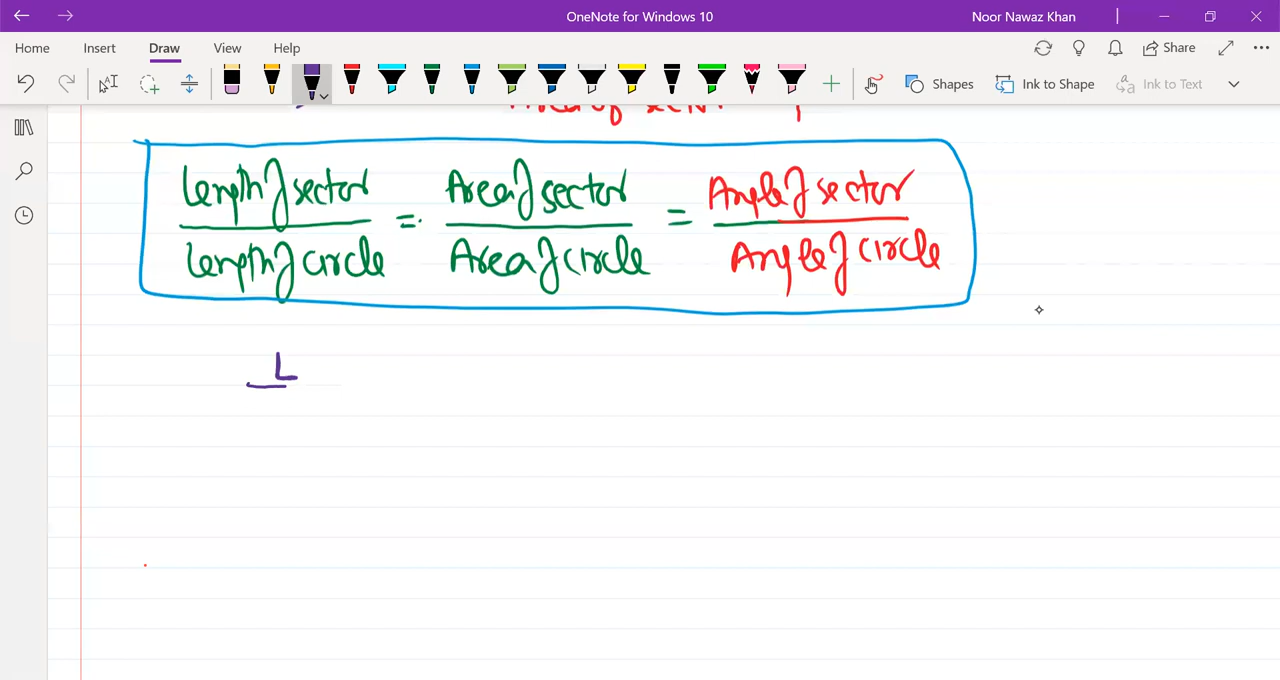 OneNote for Windows 10
Noor Nawaz Khan
Home Insert Draw View Help
Share
Shapes Ink to Shape Ink to Text
Area of
Length of sector / Length of circle = Area of sector / Area of circle = Angle of sector / Angle of circle
L